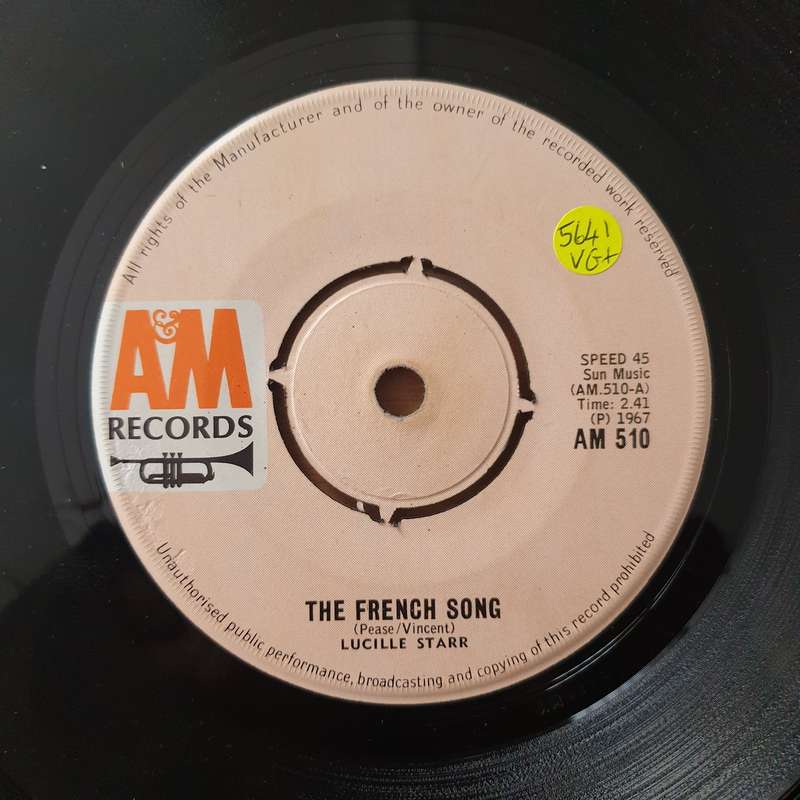 All rights of the Manufacturer and of the owner of the recorded work reserved
5641
VG+
A&M
RECORDS
SPEED 45
Sun Music
(AM.510-A)
Time: 2.41
(P) 1967
AM 510
THE FRENCH SONG
(Pease/Vincent)
LUCILLE STARR
Unauthorised public performance, broadcasting and copying of this record prohibited